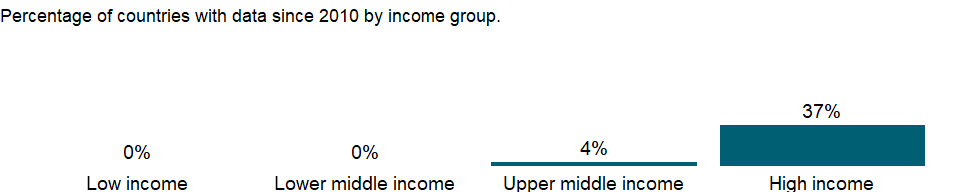 Percentage of countries with data since 2010 by income group.
37%
0% 0% 4%
Low income Lower middle income Upper middle income High income